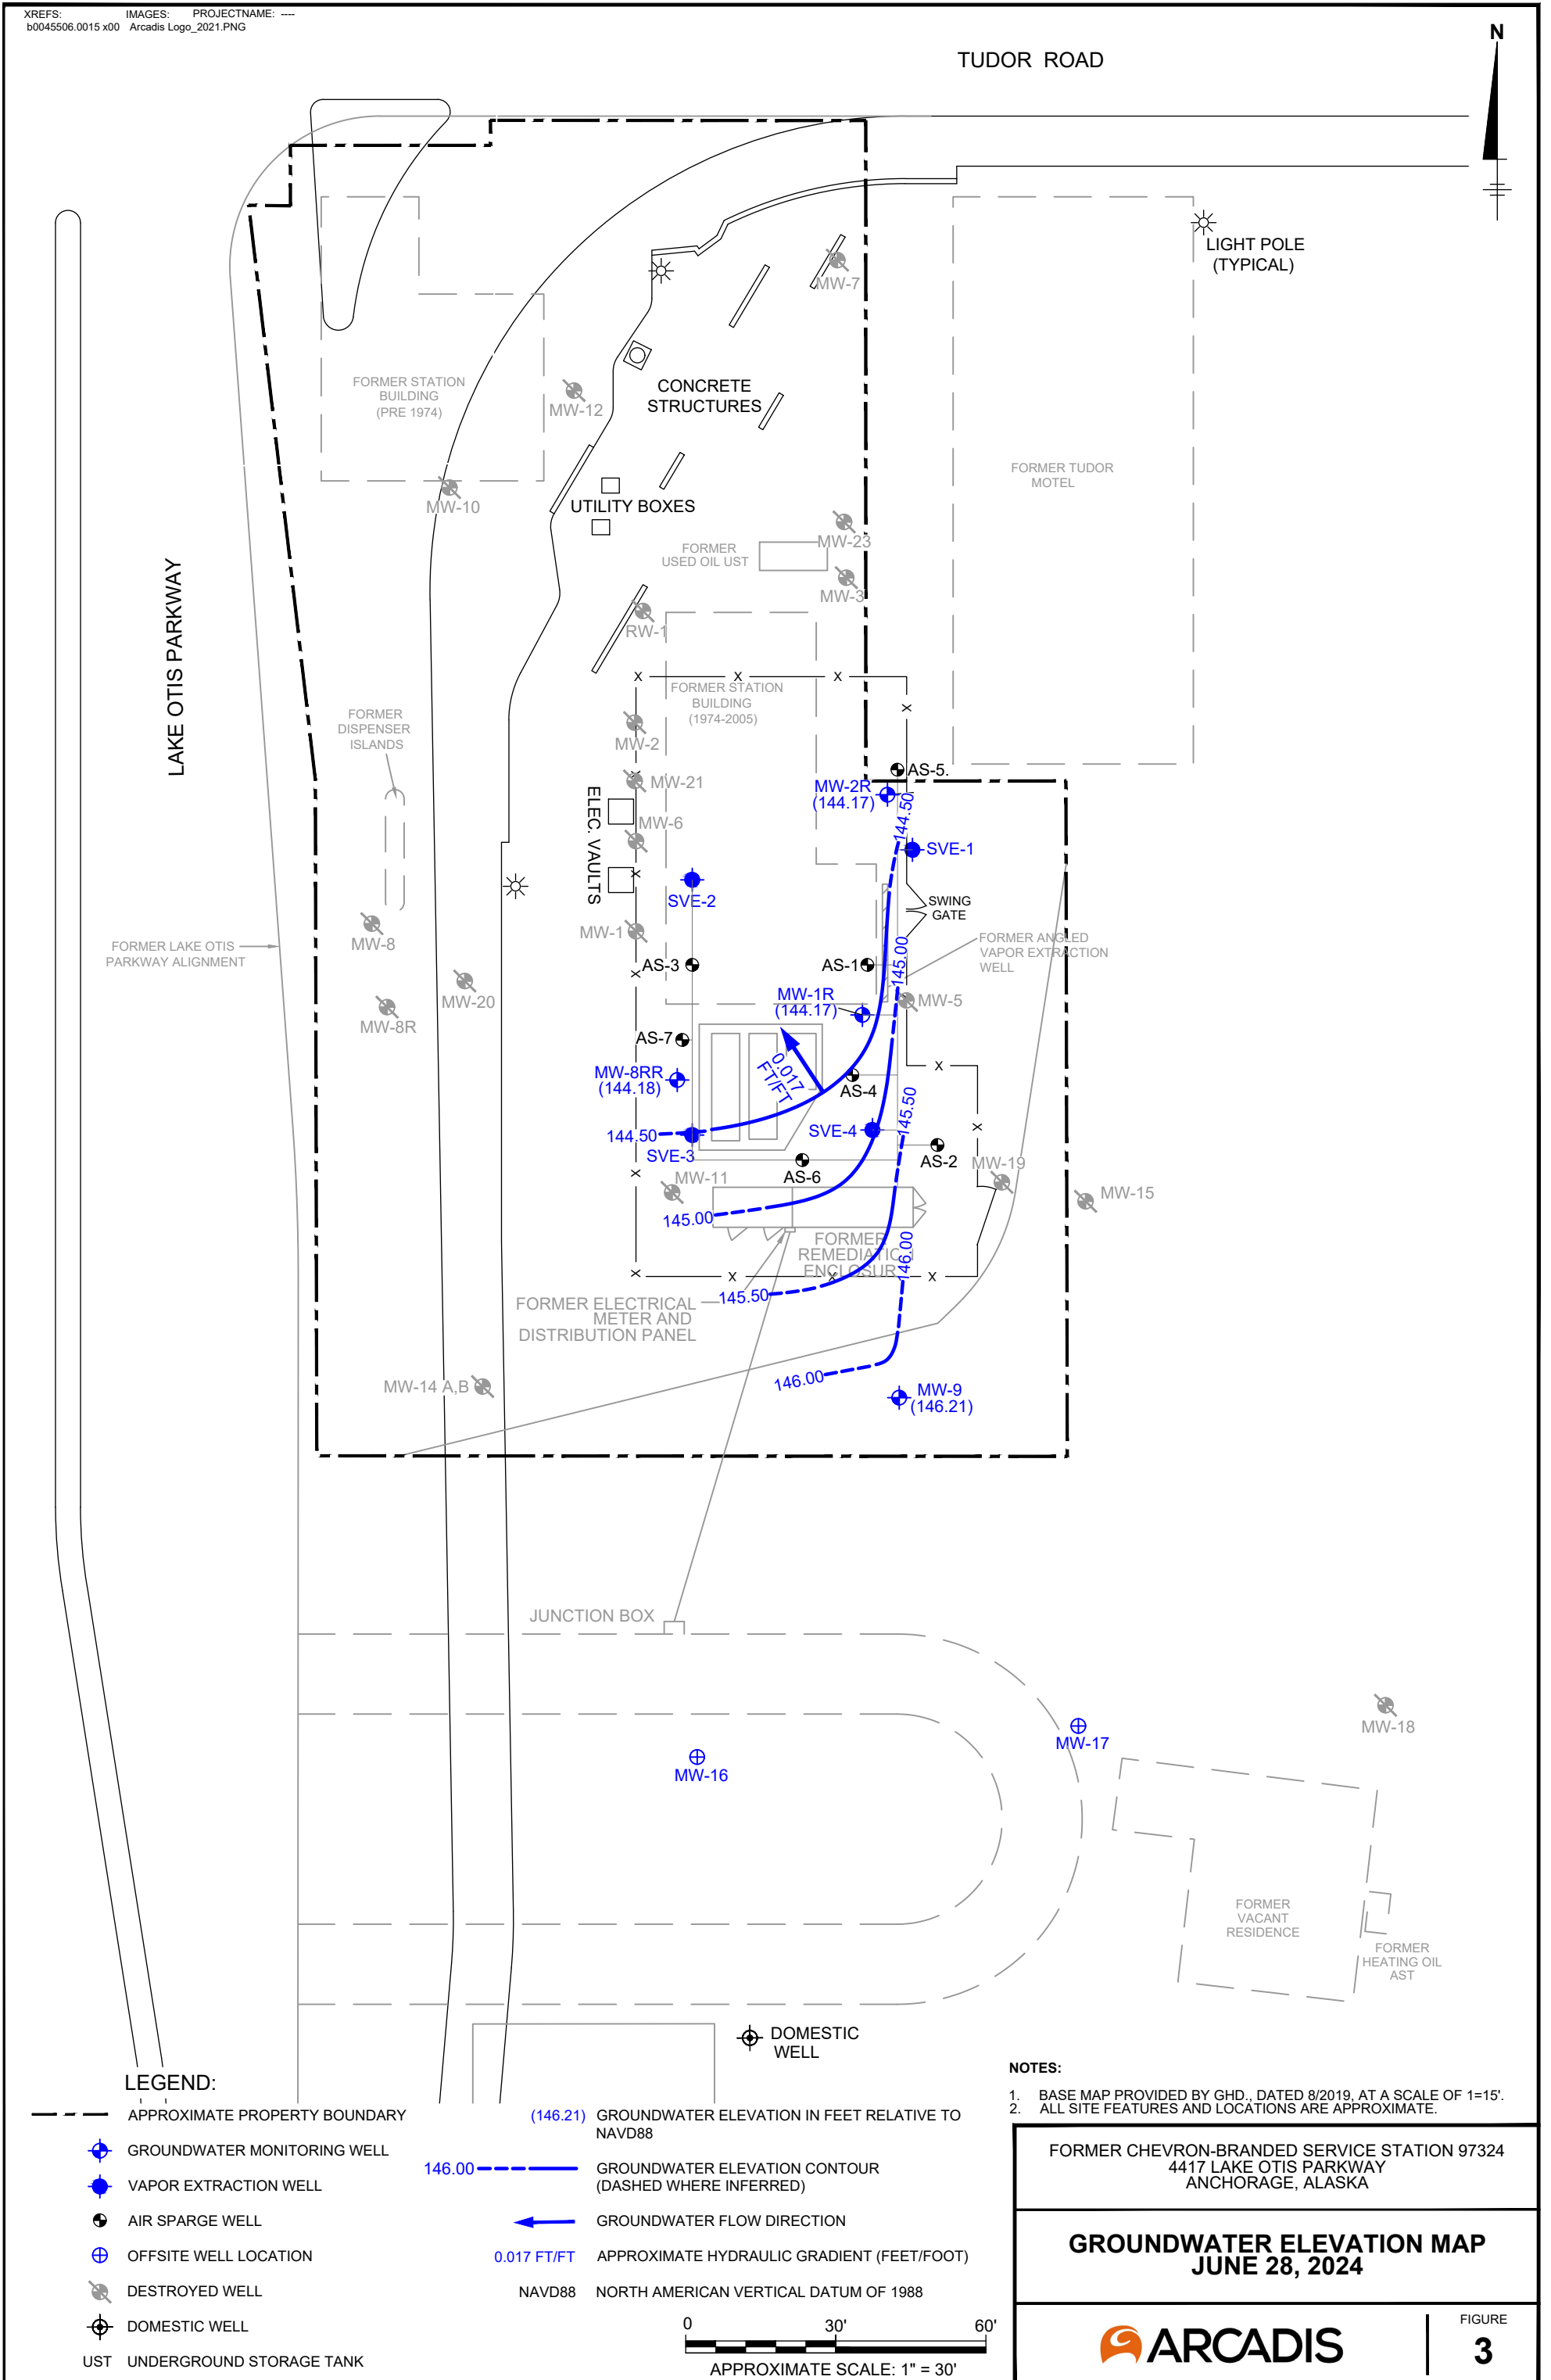 XREFS: IMAGES: PROJECTNAME: ----
b0045506.0015 x00 Arcadis Logo_2021.PNG
N
TUDOR ROAD
LIGHT POLE
(TYPICAL)
MW-7
FORMER STATION
BUILDING
(PRE 1974)
MW-12
CONCRETE
STRUCTURES
FORMER TUDOR
MOTEL
MW-10
UTILITY BOXES
MW-23
FORMER
USED OIL UST
MW-3
LAKE OTIS PARKWAY
RW-1
X X X
FORMER STATION
BUILDING
(1974-2005)
X
FORMER
DISPENSER
ISLANDS
MW-2
AS-5.
X
MW-21
MW-2R
(144.17)
144.50
ELEC. VAULTS
MW-6
SVE-1
X
SVE-2
SWING
GATE
MW-8
MW-1
FORMER LAKE OTIS
PARKWAY ALIGNMENT
FORMER ANGLED
VAPOR EXTRACTION
WELL
145.00
X
AS-3
AS-1
MW-20
MW-1R
(144.17)
MW-5
MW-8R
AS-7
0.017
FT/FT
X
MW-8RR
(144.18)
AS-4
145.50
X
144.50
SVE-4
SVE-3
AS-2
MW-19
X
MW-11
AS-6
MW-15
145.00
FORMER
REMEDIATIO
ENCLOSUR
146.00
X X X X
145.50
FORMER ELECTRICAL
METER AND
DISTRIBUTION PANEL
146.00
MW-14 A,B
MW-9
(146.21)
JUNCTION BOX
MW-18
MW-17
MW-16
FORMER
VACANT
RESIDENCE
FORMER
HEATING OIL
AST
DOMESTIC
WELL
LEGEND:
APPROXIMATE PROPERTY BOUNDARY
GROUNDWATER MONITORING WELL
VAPOR EXTRACTION WELL
AIR SPARGE WELL
OFFSITE WELL LOCATION
DESTROYED WELL
DOMESTIC WELL
UST UNDERGROUND STORAGE TANK
(146.21) GROUNDWATER ELEVATION IN FEET RELATIVE TO
NAVD88
146.00 GROUNDWATER ELEVATION CONTOUR
(DASHED WHERE INFERRED)
GROUNDWATER FLOW DIRECTION
0.017 FT/FT APPROXIMATE HYDRAULIC GRADIENT (FEET/FOOT)
NAVD88 NORTH AMERICAN VERTICAL DATUM OF 1988
0 30' 60'
APPROXIMATE SCALE: 1" = 30'
NOTES:
1. BASE MAP PROVIDED BY GHD., DATED 8/2019, AT A SCALE OF 1=15'.
2. ALL SITE FEATURES AND LOCATIONS ARE APPROXIMATE.
FORMER CHEVRON-BRANDED SERVICE STATION 97324
4417 LAKE OTIS PARKWAY
ANCHORAGE, ALASKA
GROUNDWATER ELEVATION MAP
JUNE 28, 2024
ARCADIS
FIGURE
3